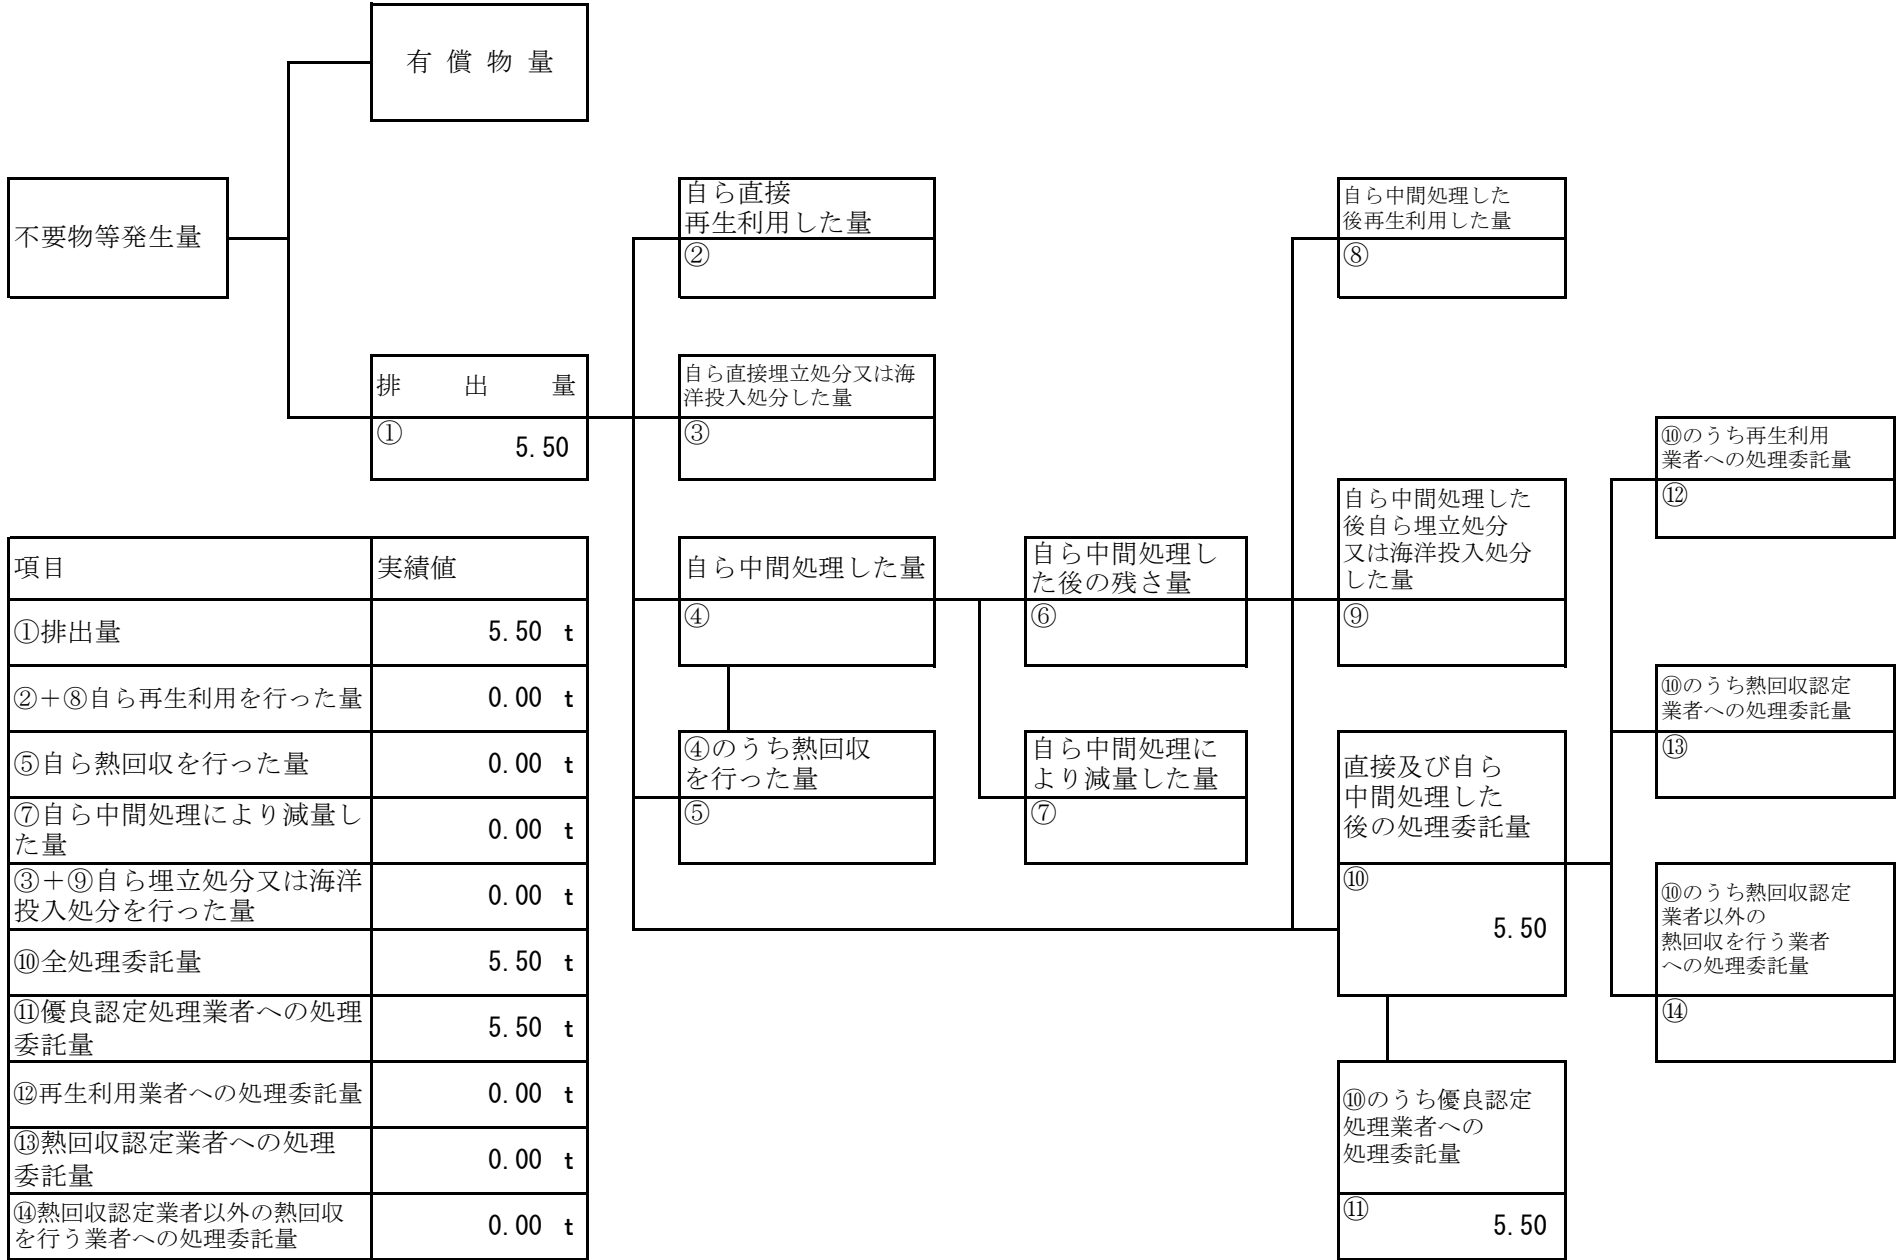 有 償 物 量
不要物等発生量
自ら直接
再生利用した量
②
自ら中間処理した
後再生利用した量
⑧
排 出 量
①
5.50
自ら直接埋立処分又は海
洋投入処分した量
③
⑩のうち再生利用
業者への処理委託量
⑫
自ら中間処理した量
④
自ら中間処理し
た後の残さ量
⑥
自ら中間処理した
後自ら埋立処分
又は海洋投入処分
した量
⑨
④のうち熱回収
を行った量
⑤
自ら中間処理に
より減量した量
⑦
直接及び自ら
中間処理した
後の処理委託量
⑩
5.50
⑩のうち熱回収認定
業者への処理委託量
⑬
⑩のうち熱回収認定
業者以外の
熱回収を行う業者
への処理委託量
⑭
⑩のうち優良認定
処理業者への
処理委託量
⑪
5.50
項目 実績値
①排出量 5.50 t
②＋⑧自ら再生利用を行った量 0.00 t
⑤自ら熱回収を行った量 0.00 t
⑦自ら中間処理により減量し
た量 0.00 t
③＋⑨自ら埋立処分又は海洋
投入処分を行った量 0.00 t
⑩全処理委託量 5.50 t
⑪優良認定処理業者への処理
委託量 5.50 t
⑫再生利用業者への処理委託量 0.00 t
⑬熱回収認定業者への処理
委託量 0.00 t
⑭熱回収認定業者以外の熱回収
を行う業者への処理委託量 0.00 t